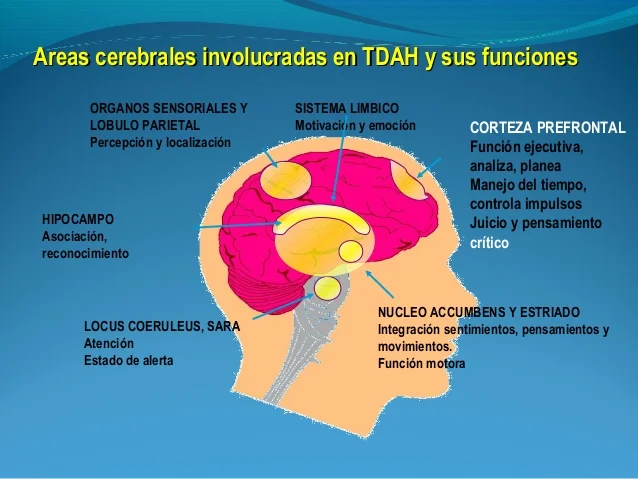 Areas cerebrales involucradas en TDAH y sus funciones
ORGANOS SENSORIALES Y
LOBULO PARIETAL
Percepción y localización
SISTEMA LIMBICO
Motivación y emoción
CORTEZA PREFRONTAL
Función ejecutiva,
analiza, planea
Manejo del tiempo,
controla impulsos
Juicio y pensamiento
crítico
HIPOCAMPO
Asociación,
reconocimiento
LOCUS COERULEUS, SARA
Atención
Estado de alerta
NUCLEO ACCUMBENS Y ESTRIADO
Integración sentimientos, pensamientos y
movimientos.
Función motora